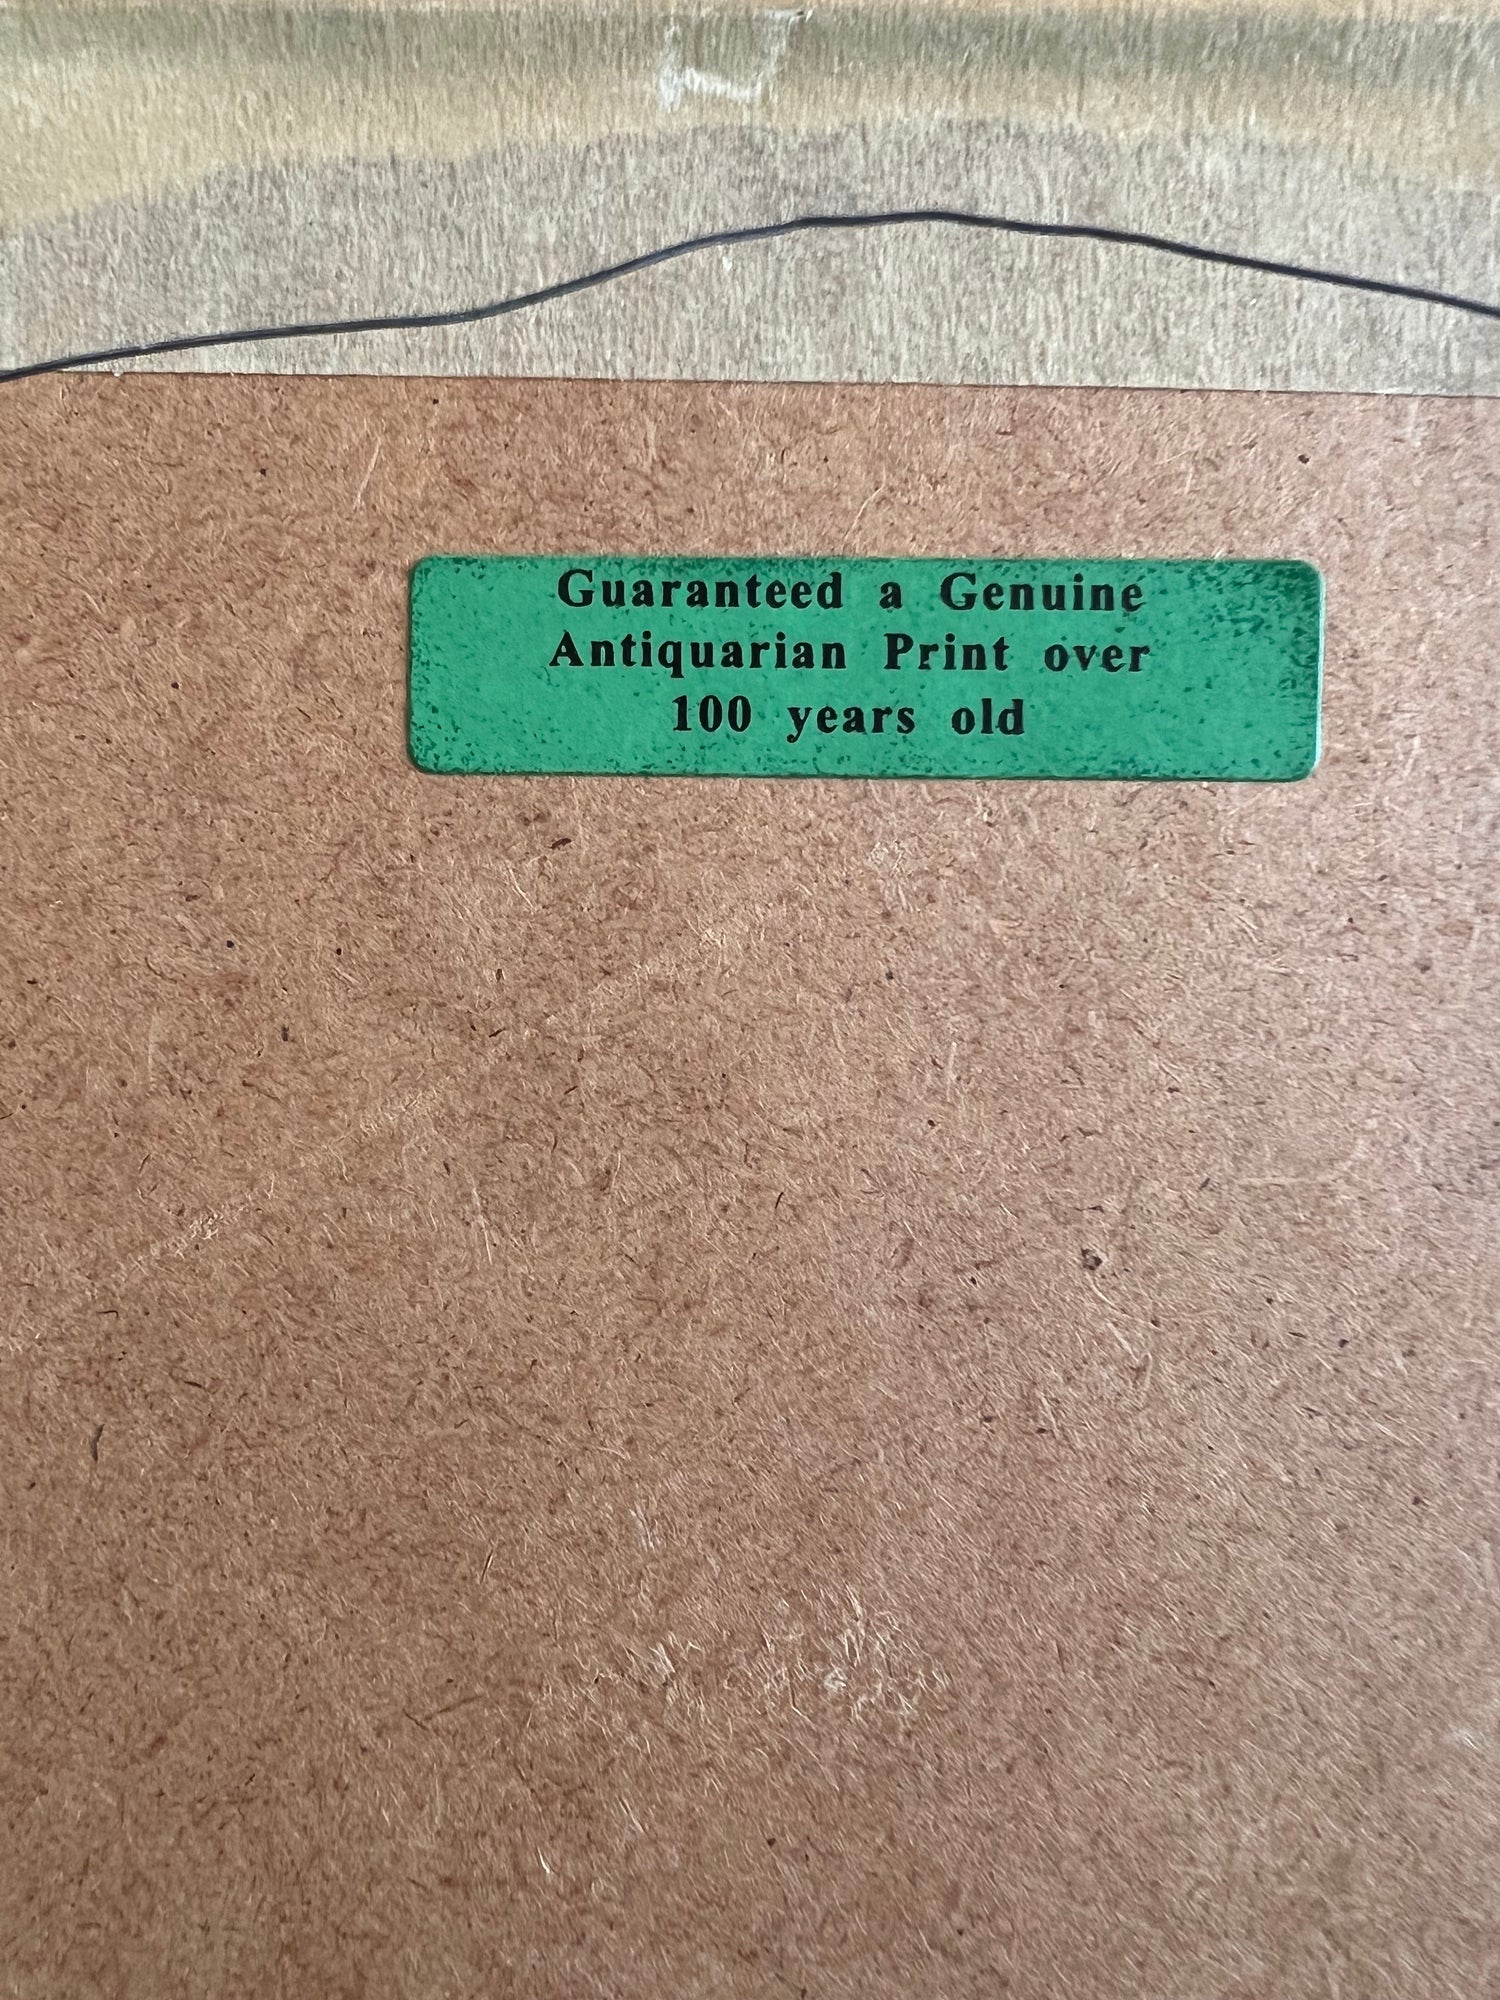 Guaranteed a Genuine
Antiquarian Print over
100 years old